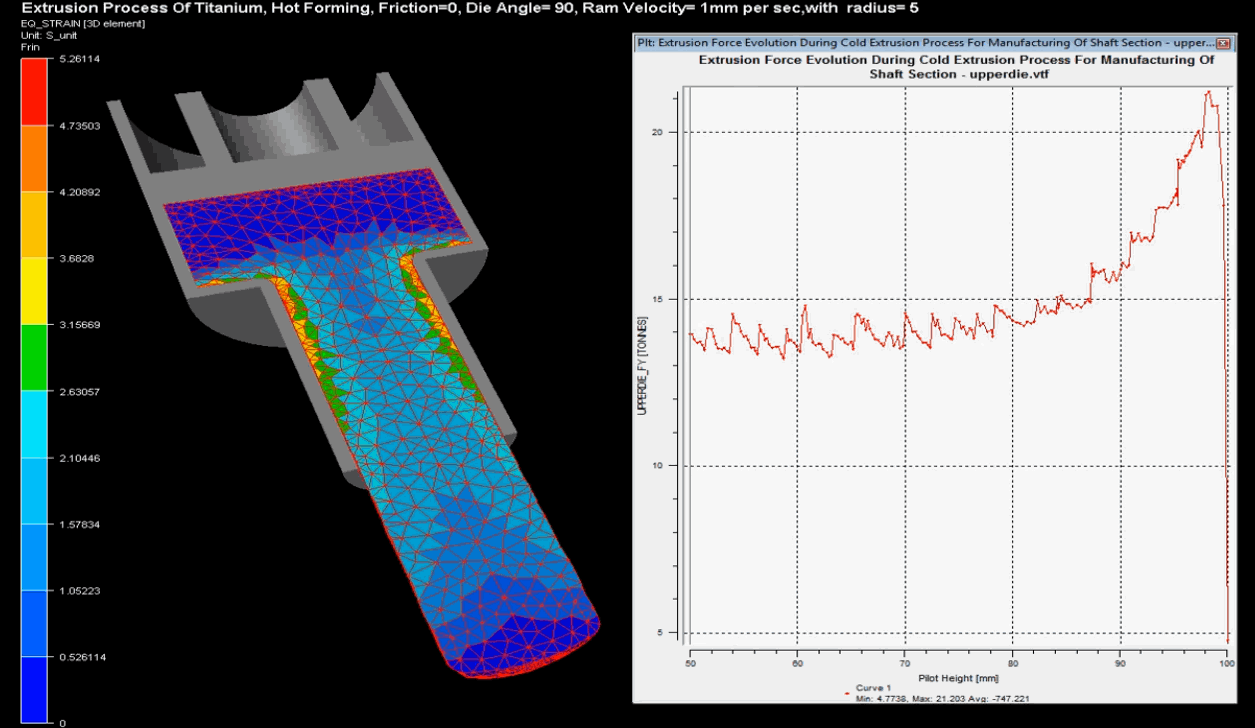 Extrusion Process Of Titanium, Hot Forming, Friction=0, Die Angle= 90, Ram Velocity= 1mm per sec,with radius= 5
EQ_STRAIN [3D element]
Unit: S_unit
Frin
5.26114
4.73503
4.20892
3.6828
3.15669
2.63057
2.10446
1.57834
1.05223
0.526114
0
Plt: Extrusion Force Evolution During Cold Extrusion Process For Manufacturing Of Shaft Section - upper...
Extrusion Force Evolution During Cold Extrusion Process For Manufacturing Of
Shaft Section - upperdie.vtf
UPPERDIE_FY [TONNES]
20
15
10
5
50 60 70 80 90 100
Pilot Height [mm]
Curve 1
Min: 4.7738, Max: 21.203 Avg: -747.221